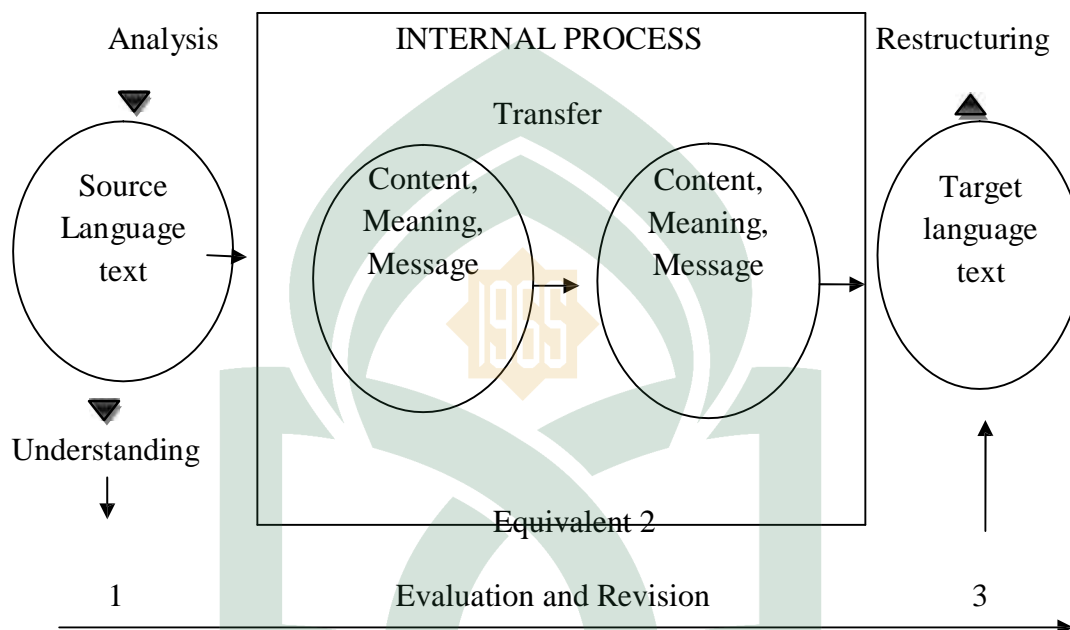 Analysis
INTERNAL PROCESS
Restructuring
Transfer
Source
Language
text
Content,
Meaning,
Message
Content,
Meaning,
Message
Target
language
text
1965
Understanding
Equivalent 2
1
Evaluation and Revision
3